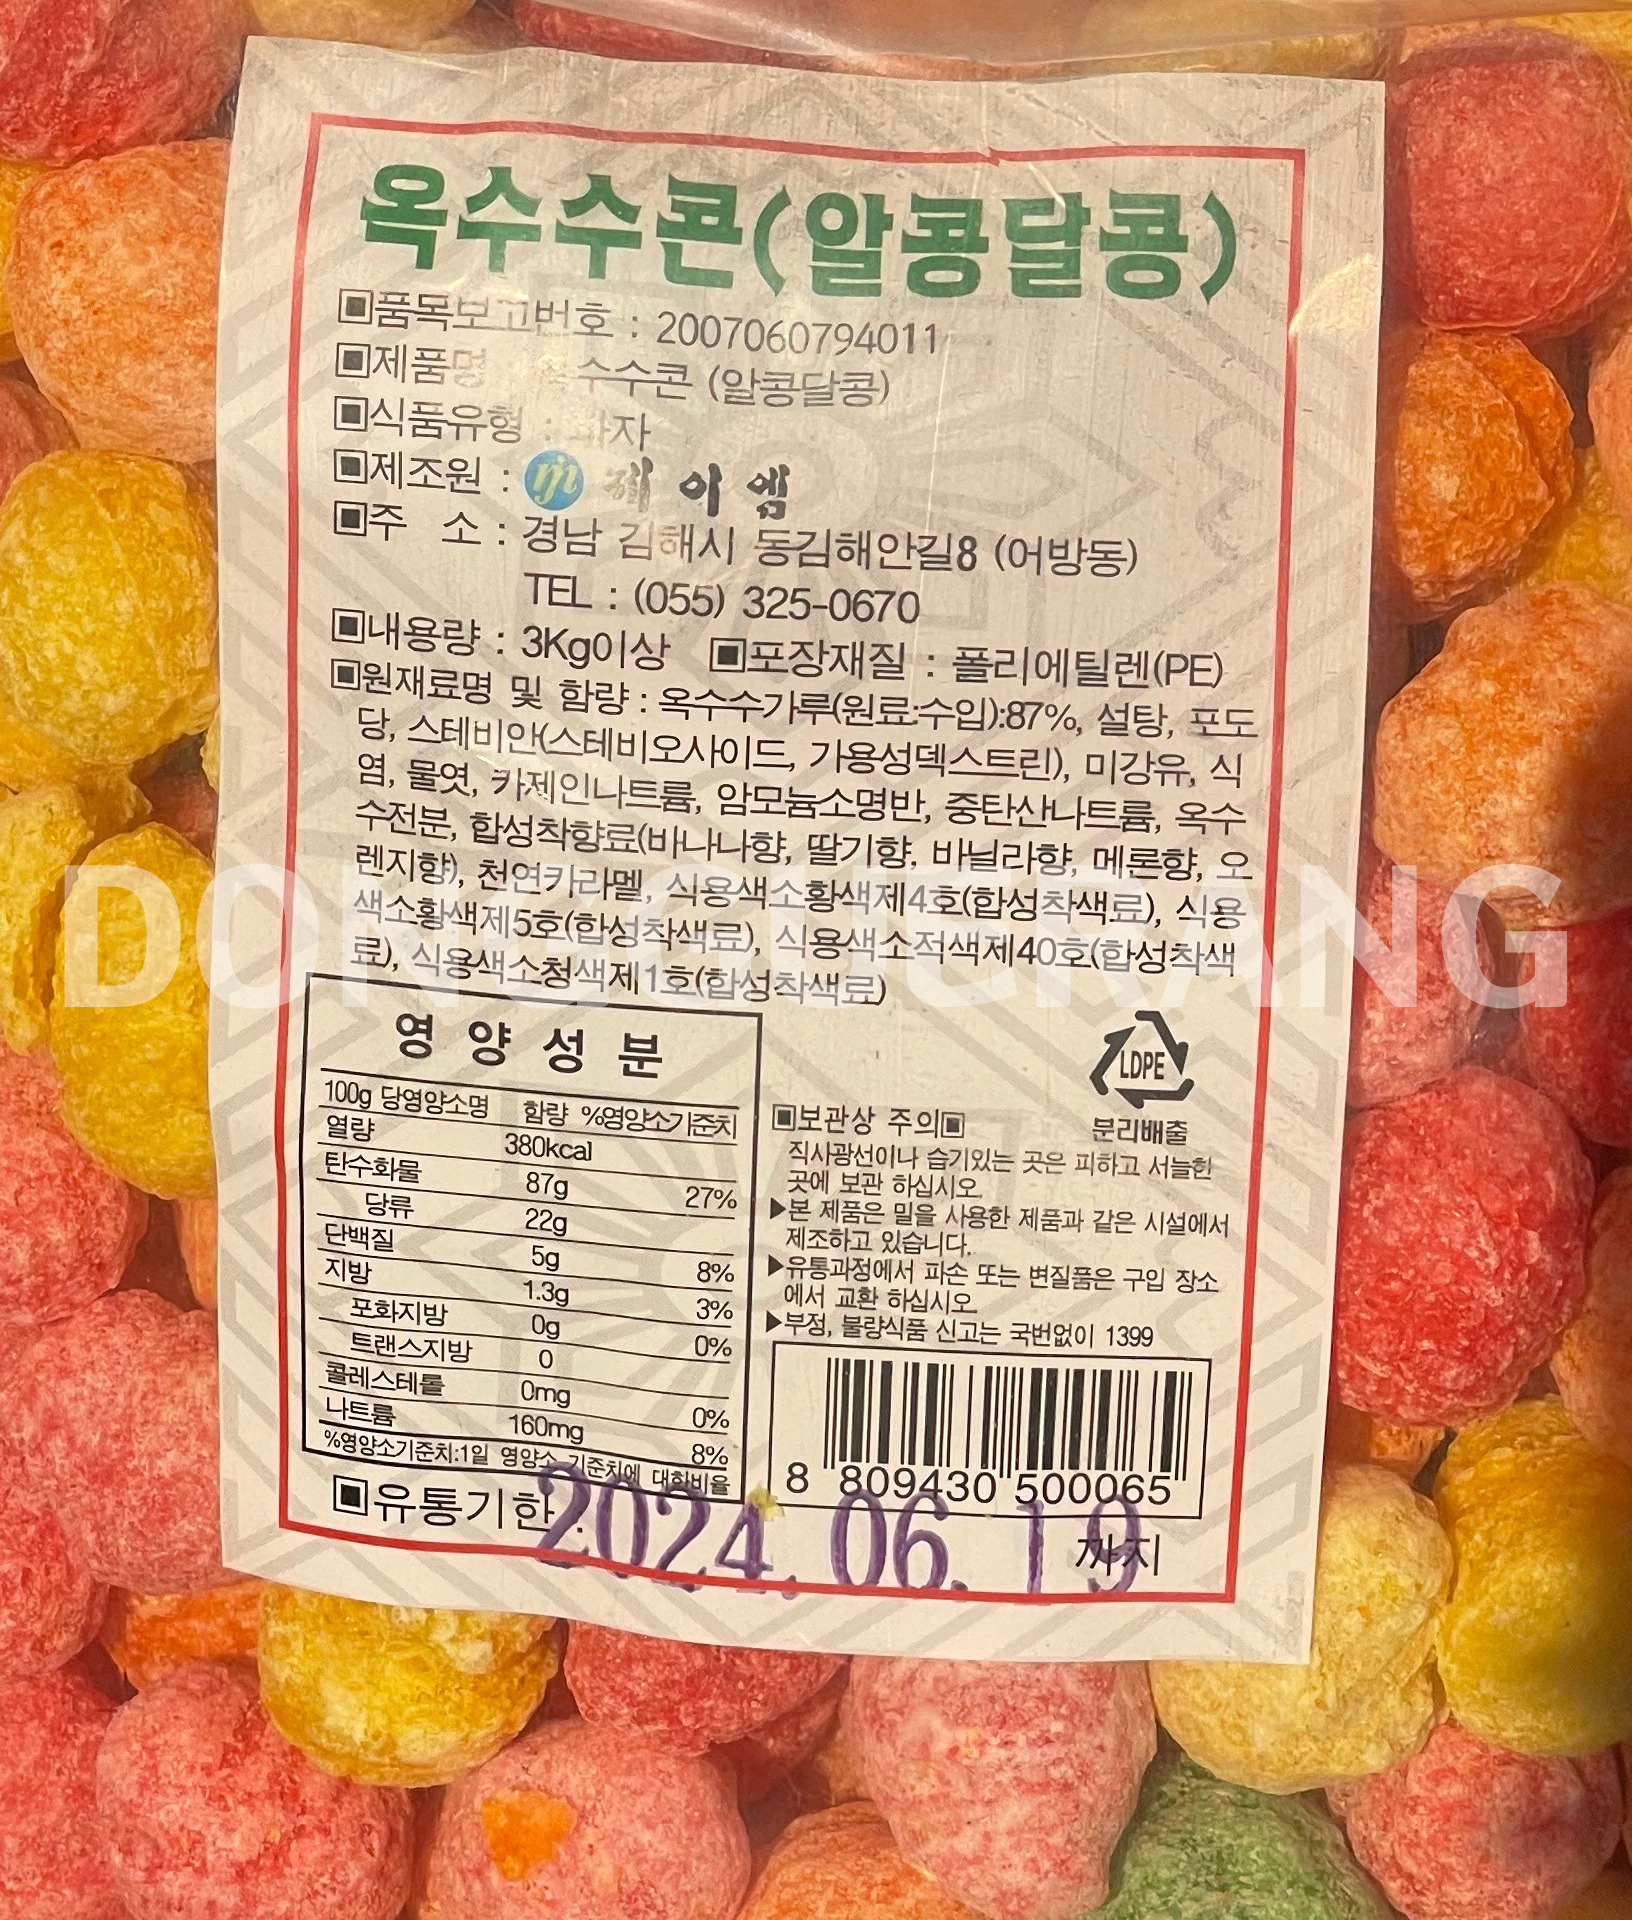 옥수수콘(알콩달콩)
▣품목보고번호 : 2007060794011
▣제품명 수수콘 (알콩달콩)
▣식품유형 : 과자
▣제조원 : 제이엠
▣주 소 : 경남 김해시 동김해안길8 (어방동)
TEL : (055) 325-0670
▣내용량 : 3Kg이상 ▣포장재질 : 폴리에틸렌(PE)
▣원재료명 및 함량 : 옥수수가루(원료:수입):87%, 설탕, 포도
당, 스테비안(스테비오사이드, 가용성덱스트린), 미강유, 식
염, 물엿, 카제인나트륨, 암모늄소명반, 중탄산나트륨, 옥수
수전분, 합성착향료(바나나향, 딸기향, 바닐라향, 메론향, 오
렌지향), 천연카라멜, 식용색소황색제4호(합성착색료), 식용
색소황색제5호(합성착색료), 식용색소적색제40호(합성착색
료), 식용색소청색제1호(합성착색료)
영 양 성 분
100g 당영양소명 함량 %영양소기준치
열량 380kcal
탄수화물 87g 27%
당류 22g
단백질 5g 8%
지방 1.3g 3%
포화지방 0g 0%
트랜스지방 0
콜레스테롤 0mg 0%
나트륨 160mg 8%
%영양소기준치:1일 영양소 기준치에 대한비율
LDPE
분리배출
▣보관상 주의▣
직사광선이나 습기있는 곳은 피하고 서늘한
곳에 보관 하십시오.
▶본 제품은 밀을 사용한 제품과 같은 시설에서
제조하고 있습니다.
▶유통과정에서 파손 또는 변질품은 구입 장소
에서 교환 하십시오
▶부정, 불량식품 신고는 국번없이 1399
8 809430 500065
▣유통기한 : 2024. 06. 19 까지